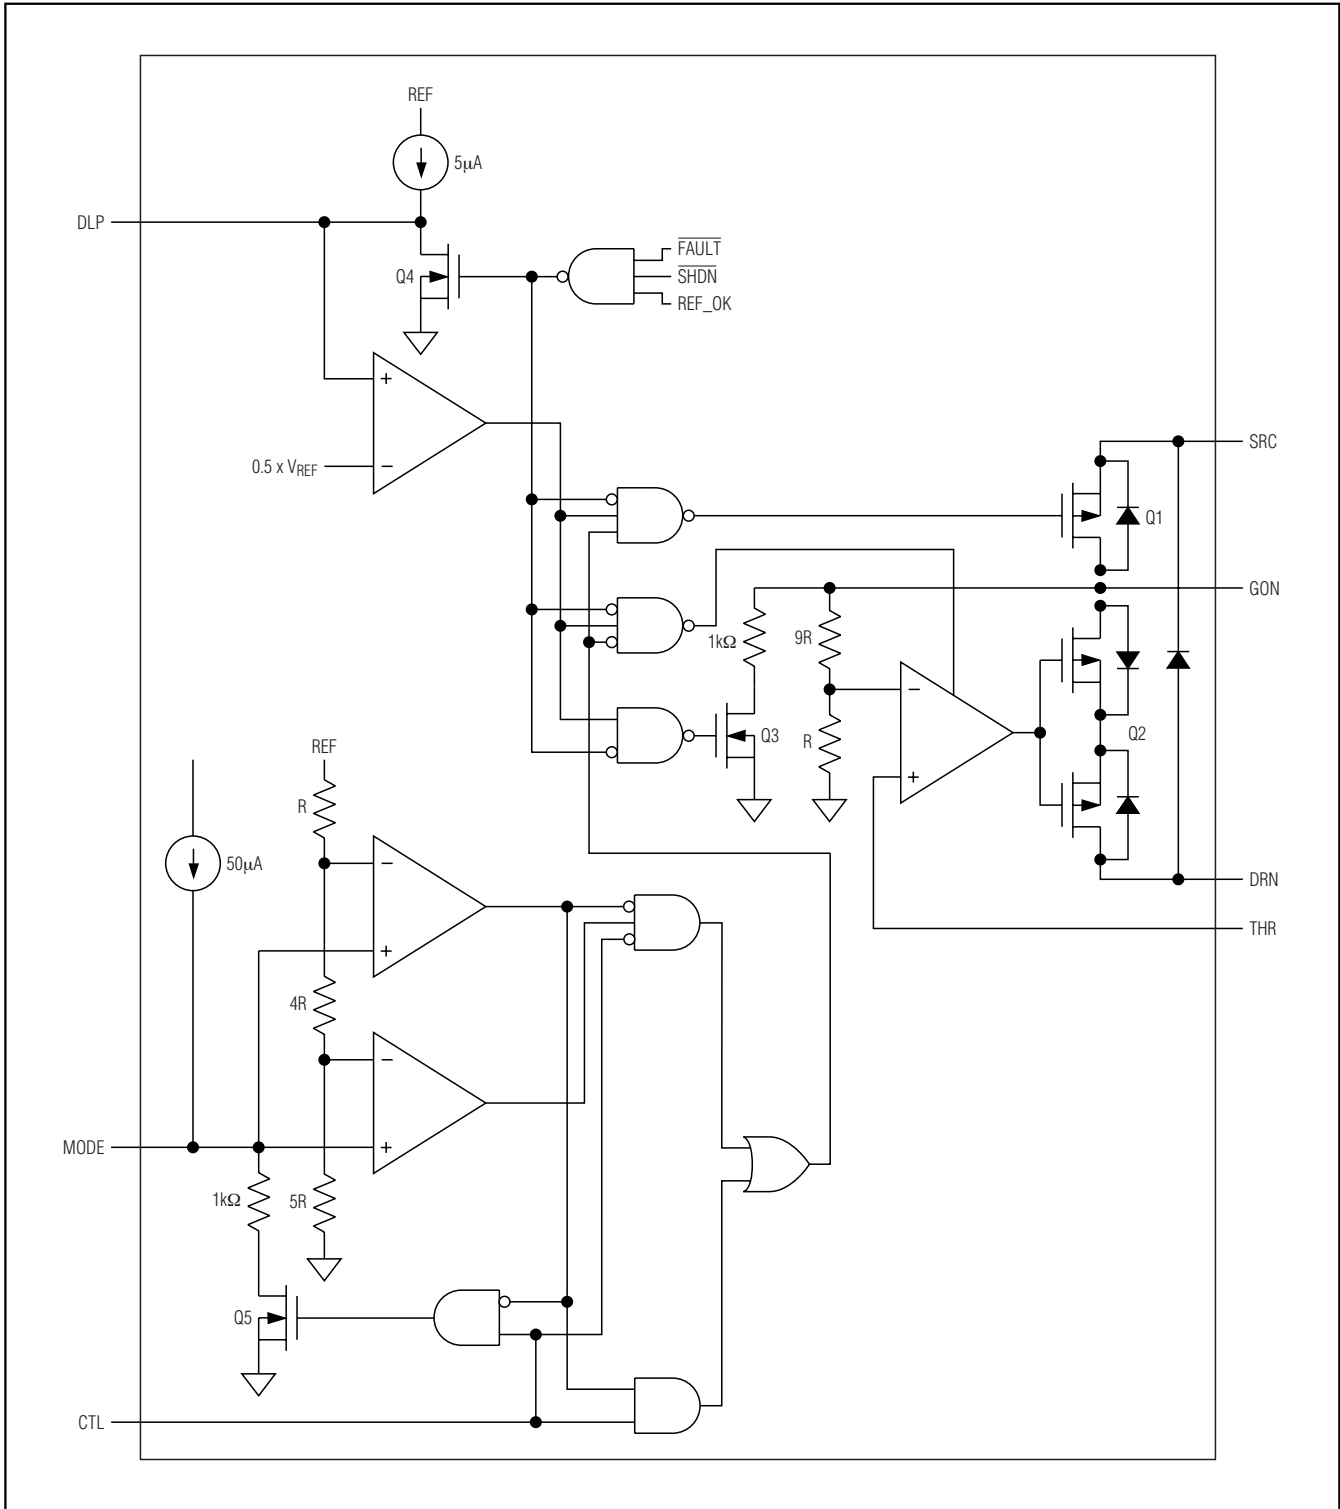 REF
5µA
DLP
FAULT
SHDN
REF_OK
Q4
0.5 x VREF
SRC
Q1
GON
1kΩ
9R
Q3
R
Q2
REF
R
50µA
DRN
THR
4R
MODE
1kΩ
5R
Q5
CTL
+
−
−
+
−
+
−
+